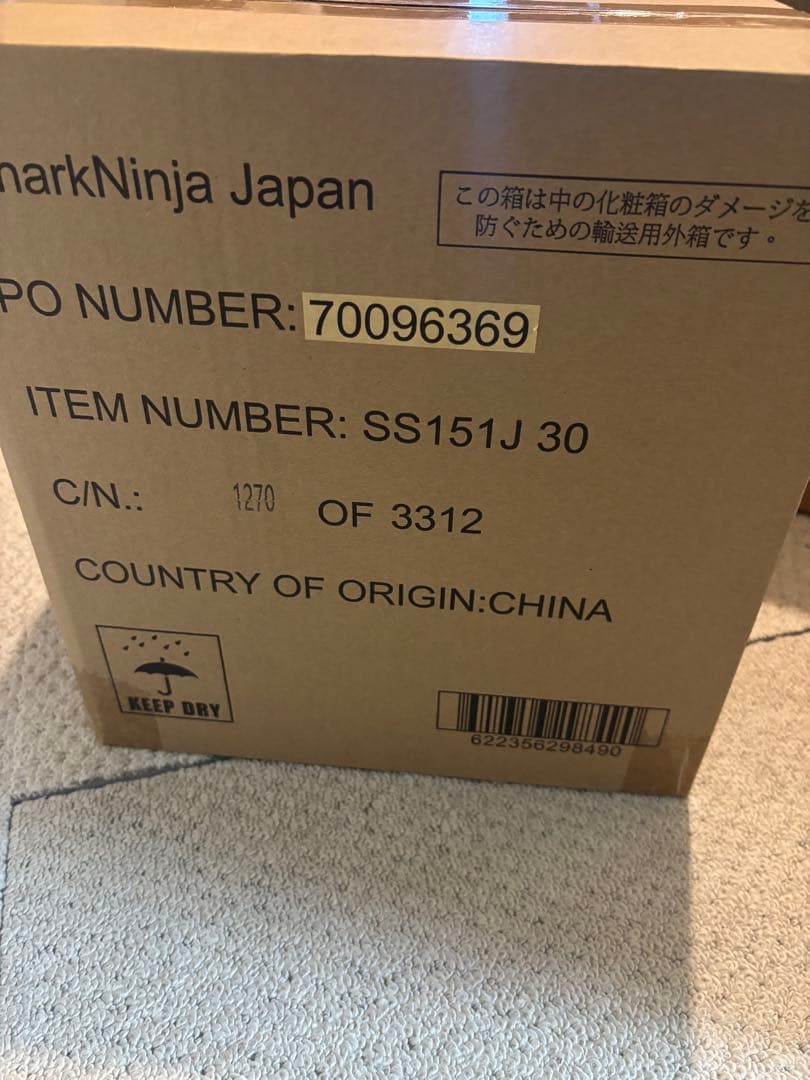 harkNinja Japan
この箱は中の化粧箱のダメージを
防ぐための輸送用外箱です。
PO NUMBER: 70096369
ITEM NUMBER: SS151J 30
C/N.: 1270 OF 3312
COUNTRY OF ORIGIN:CHINA
KEEP DRY
622356298490